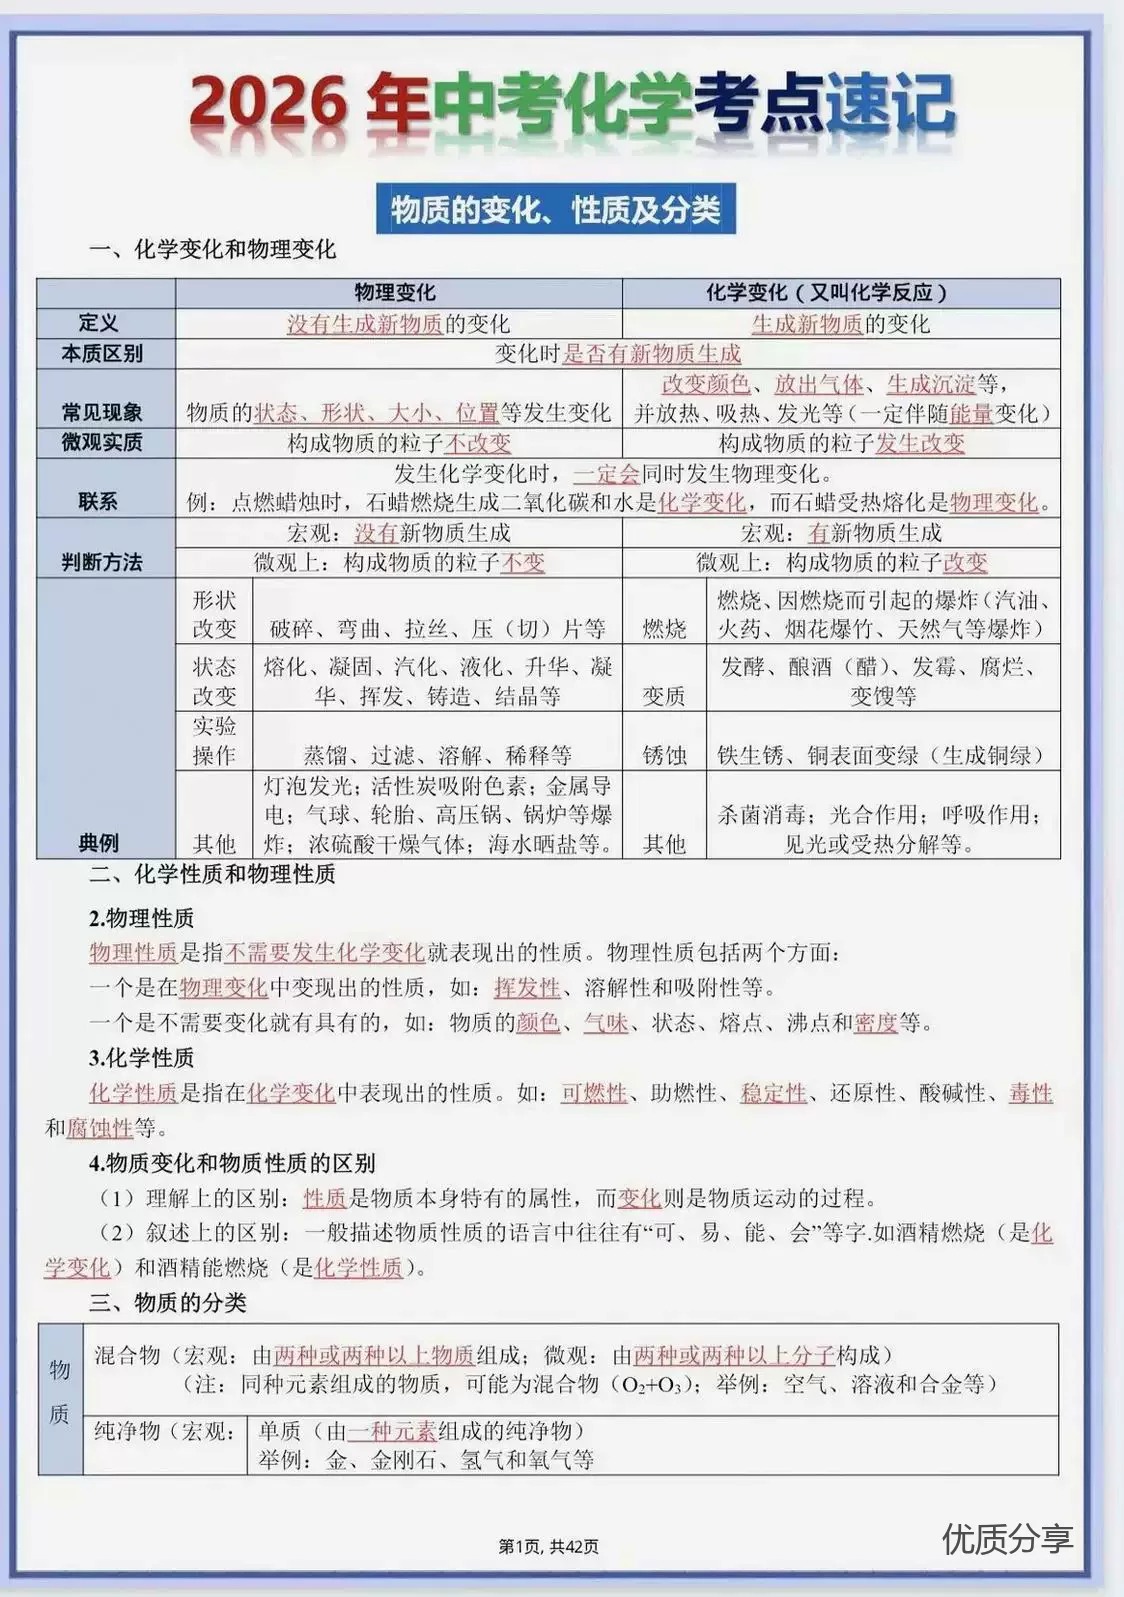 2026年中考化学考点速记
物质的变化、性质及分类
一、化学变化和物理变化
物理变化 化学变化（又叫化学反应）
定义 没有生成新物质的变化 生成新物质的变化
本质区别 变化时是否有新物质生成
常见现象 物质的状态、形状、大小、位置等发生变化 改变颜色、放出气体、生成沉淀等，
并放热、吸热、发光等（一定伴随能量变化）
微观实质 构成物质的粒子不改变 构成物质的粒子发生改变
联系 发生化学变化时，一定会同时发生物理变化。
例：点燃蜡烛时，石蜡燃烧生成二氧化碳和水是化学变化，而石蜡受热熔化是物理变化。
判断方法 宏观：没有新物质生成 宏观：有新物质生成
微观上：构成物质的粒子不变 微观上：构成物质的粒子改变
典例
形状
改变 破碎、弯曲、拉丝、压（切）片等
燃烧 燃烧、因燃烧而引起的爆炸（汽油、
火药、烟花爆竹、天然气等爆炸）
状态
改变 熔化、凝固、汽化、液化、升华、凝
华、挥发、铸造、结晶等
变质 发酵、酿酒（醋）、发霉、腐烂、
变馊等
实验
操作 蒸馏、过滤、溶解、稀释等
锈蚀 铁生锈、铜表面变绿（生成铜绿）
其他 灯泡发光；活性炭吸附色素；金属导
电；气球、轮胎、高压锅、锅炉等爆
炸；浓硫酸干燥气体；海水晒盐等。
其他 杀菌消毒；光合作用；呼吸作用；
见光或受热分解等。
二、化学性质和物理性质
2.物理性质
物理性质是指不需要发生化学变化就表现出的性质。物理性质包括两个方面：
一个是在物理变化中变现出的性质，如：挥发性、溶解性和吸附性等。
一个是不需要变化就有具有的，如：物质的颜色、气味、状态、熔点、沸点和密度等。
3.化学性质
化学性质是指在化学变化中表现出的性质。如：可燃性、助燃性、稳定性、还原性、酸碱性、毒性
和腐蚀性等。
4.物质变化和物质性质的区别
（1）理解上的区别：性质是物质本身特有的属性，而变化则是物质运动的过程。
（2）叙述上的区别：一般描述物质性质的语言中往往有“可、易、能、会”等字.如酒精燃烧（是化
学变化）和酒精能燃烧（是化学性质）。
三、物质的分类
物
质
混合物（宏观：由两种或两种以上物质组成；微观：由两种或两种以上分子构成）
（注：同种元素组成的物质，可能为混合物（O₂+O₃）；举例：空气、溶液和合金等）
纯净物（宏观： 单质（由一种元素组成的纯净物）
举例：金、金刚石、氢气和氧气等
第1页, 共42页
优质分享